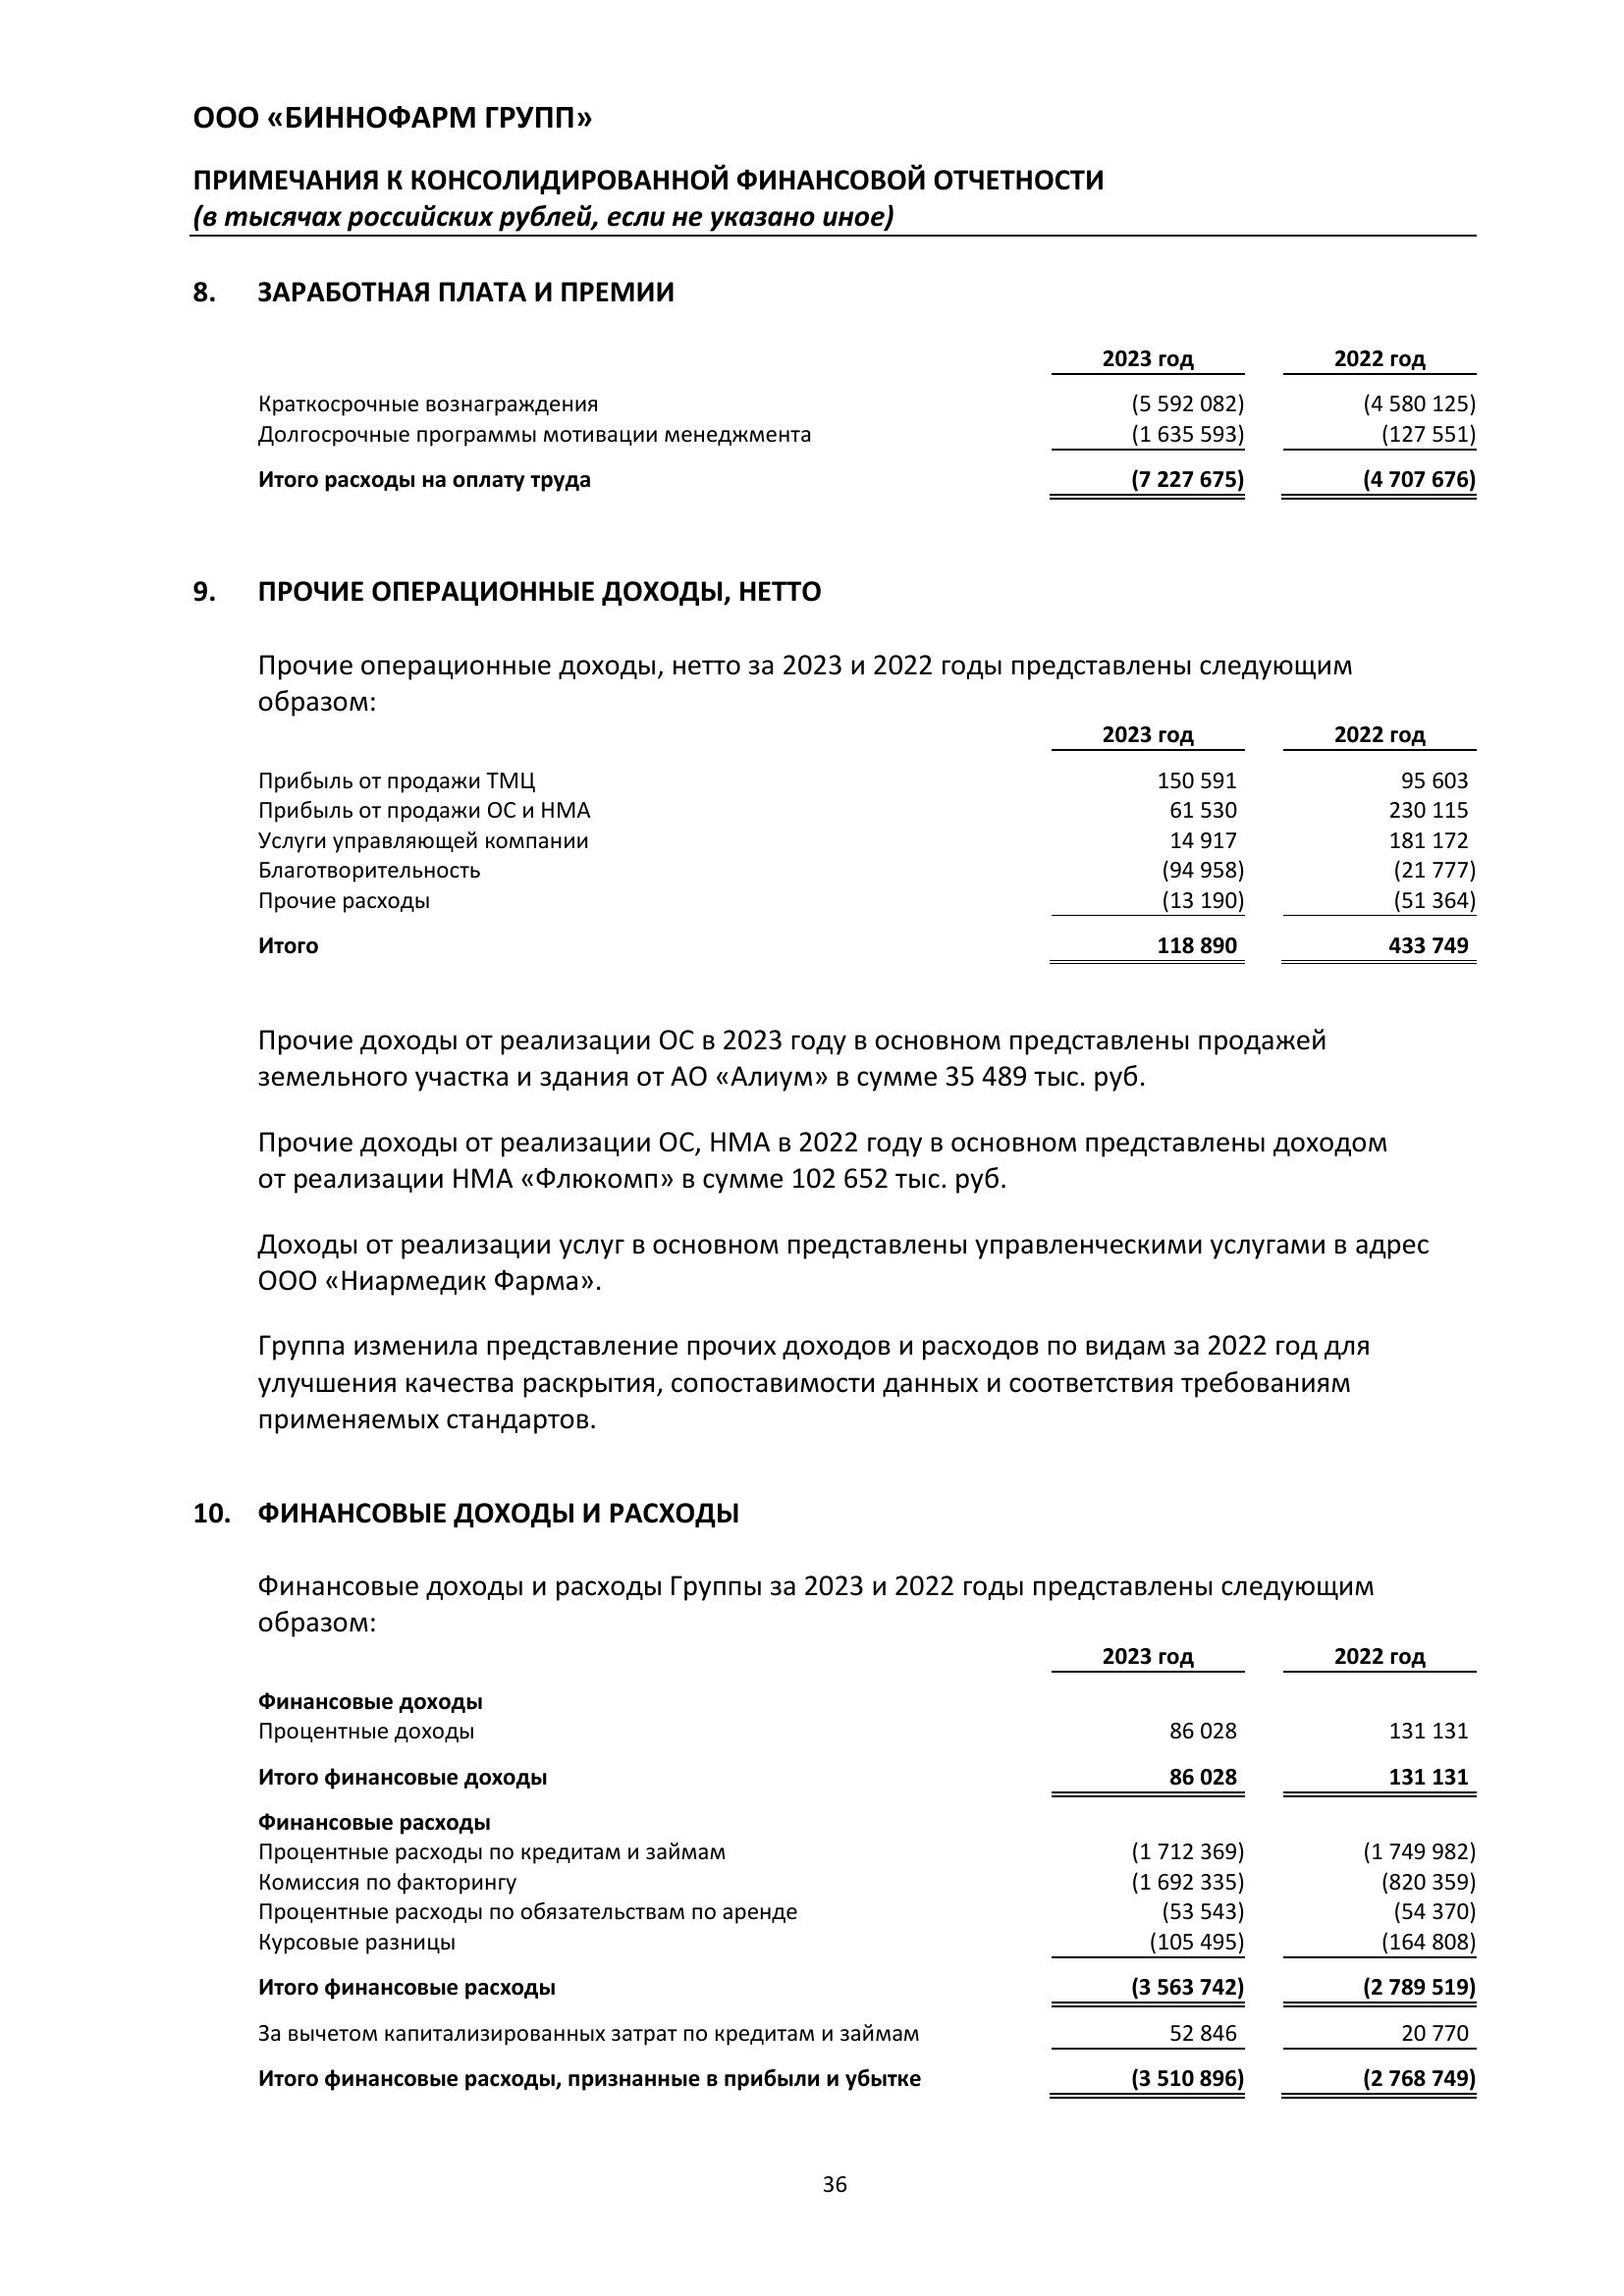 ООО «БИННОФАРМ ГРУПП»
ПРИМЕЧАНИЯ К КОНСОЛИДИРОВАННОЙ ФИНАНСОВОЙ ОТЧЕТНОСТИ
(в тысячах российских рублей, если не указано иное)
8. ЗАРАБОТНАЯ ПЛАТА И ПРЕМИИ
2023 год 2022 год
Краткосрочные вознаграждения (5 592 082) (4 580 125)
Долгосрочные программы мотивации менеджмента (1 635 593) (127 551)
Итого расходы на оплату труда (7 227 675) (4 707 676)
9. ПРОЧИЕ ОПЕРАЦИОННЫЕ ДОХОДЫ, НЕТТО
Прочие операционные доходы, нетто за 2023 и 2022 годы представлены следующим
образом:
2023 год 2022 год
Прибыль от продажи ТМЦ 150 591 95 603
Прибыль от продажи ОС и НМА 61 530 230 115
Услуги управляющей компании 14 917 181 172
Благотворительность (94 958) (21 777)
Прочие расходы (13 190) (51 364)
Итого 118 890 433 749
Прочие доходы от реализации ОС в 2023 году в основном представлены продажей
земельного участка и здания от АО «Алиум» в сумме 35 489 тыс. руб.
Прочие доходы от реализации ОС, НМА в 2022 году в основном представлены доходом
от реализации НМА «Флюкомп» в сумме 102 652 тыс. руб.
Доходы от реализации услуг в основном представлены управленческими услугами в адрес
ООО «Ниармедик Фарма».
Группа изменила представление прочих доходов и расходов по видам за 2022 год для
улучшения качества раскрытия, сопоставимости данных и соответствия требованиям
применяемых стандартов.
10. ФИНАНСОВЫЕ ДОХОДЫ И РАСХОДЫ
Финансовые доходы и расходы Группы за 2023 и 2022 годы представлены следующим
образом:
2023 год 2022 год
Финансовые доходы
Процентные доходы 86 028 131 131
Итого финансовые доходы 86 028 131 131
Финансовые расходы
Процентные расходы по кредитам и займам (1 712 369) (1 749 982)
Комиссия по факторингу (1 692 335) (820 359)
Процентные расходы по обязательствам по аренде (53 543) (54 370)
Курсовые разницы (105 495) (164 808)
Итого финансовые расходы (3 563 742) (2 789 519)
За вычетом капитализированных затрат по кредитам и займам 52 846 20 770
Итого финансовые расходы, признанные в прибыли и убытке (3 510 896) (2 768 749)
36